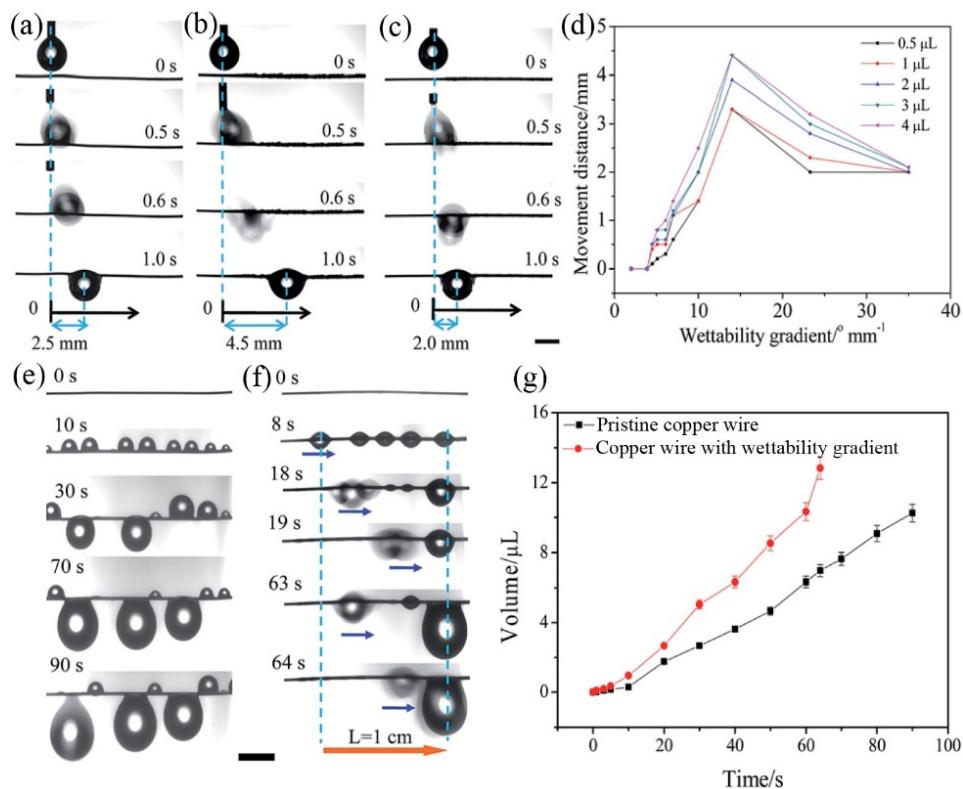 (a)
0 s
0.5 s
0.6 s
1.0 s
0
2.5 mm
(b)
0 s
0.5 s
0.6 s
1.0 s
0
4.5 mm
(c)
0 s
0.5 s
0.6 s
1.0 s
0
2.0 mm
(d)
Movement distance/mm
5
4
3
2
1
0
0.5 µL
1 µL
2 µL
3 µL
4 µL
0 10 20 30 40
Wettability gradient/° mm⁻¹
(e)
0 s
10 s
30 s
70 s
90 s
(f)
0 s
8 s
18 s
19 s
63 s
64 s
L=1 cm
(g)
Volume/µL
16
12
8
4
0
Pristine copper wire
Copper wire with wettability gradient
0 20 40 60 80 100
Time/s